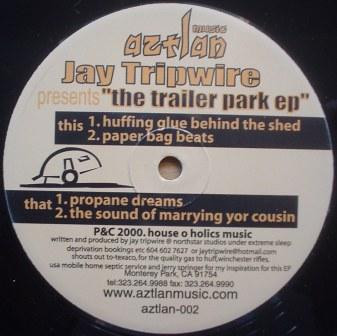 music
aztlan
Jay Tripwire
presents "the trailer park ep"
this 1. huffing glue behind the shed
2. paper bag beats
that 1. propane dreams
2. the sound of marrying yor cousin
P&C 2000. house o holics music
written and produced by jay tripwire @ northstar studios under extreme sleep
deprivation bookings etc 604 602 7627 or jaytripwire@hotmail.com
shouts out to-texaco, for the quality gas to huff,winchester rifles,
usa mobile home septic service and jerry springer for my inspiration for this EP
Monterey Park, CA 91754
tel:323.264.9988 fax:323.264.9990
www.aztlanmusic.com
aztlan-002